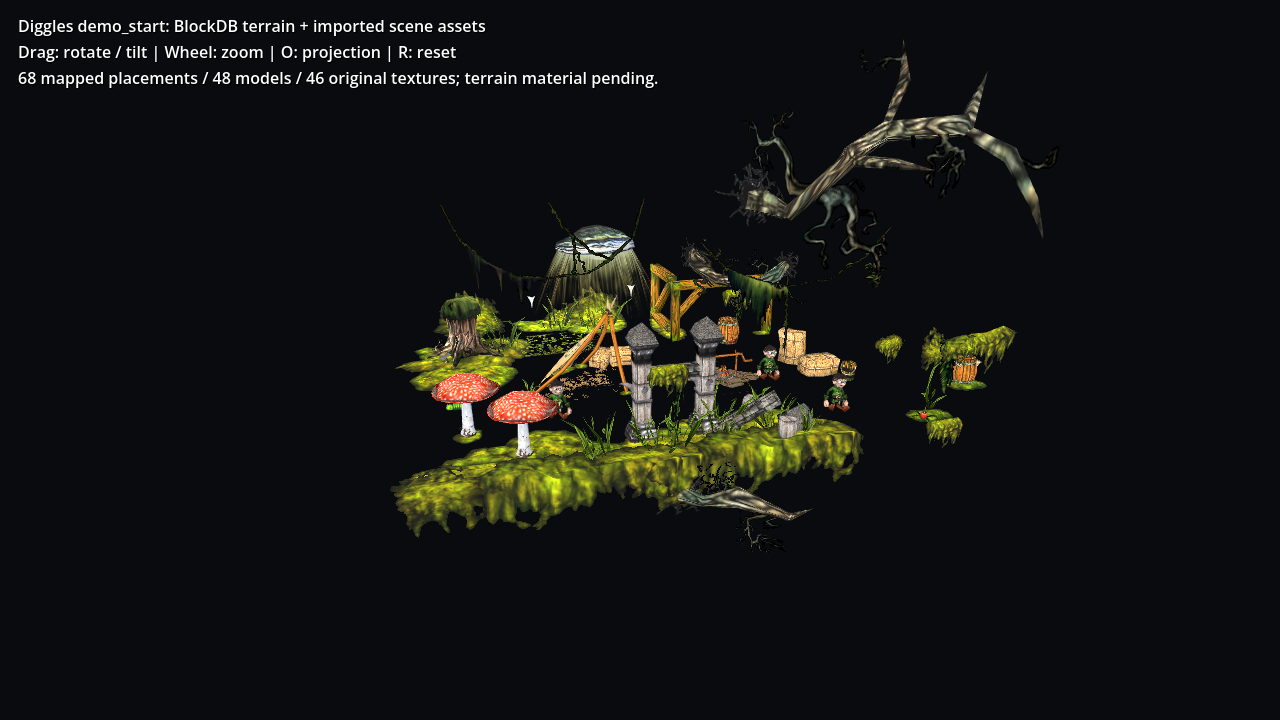 Diggles demo_start: BlockDB terrain + imported scene assets
Drag: rotate / tilt | Wheel: zoom | O: projection | R: reset
68 mapped placements / 48 models / 46 original textures; terrain material pending.